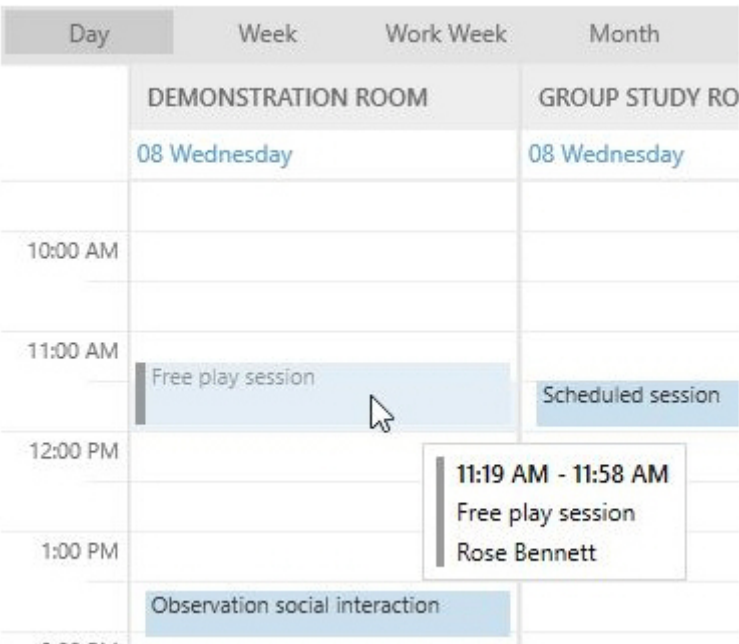 Day Week Work Week Month
DEMONSTRATION ROOM GROUP STUDY RO
08 Wednesday 08 Wednesday
10:00 AM
11:00 AM
Free play session
Scheduled session
12:00 PM
11:19 AM - 11:58 AM
Free play session
Rose Bennett
1:00 PM
Observation social interaction